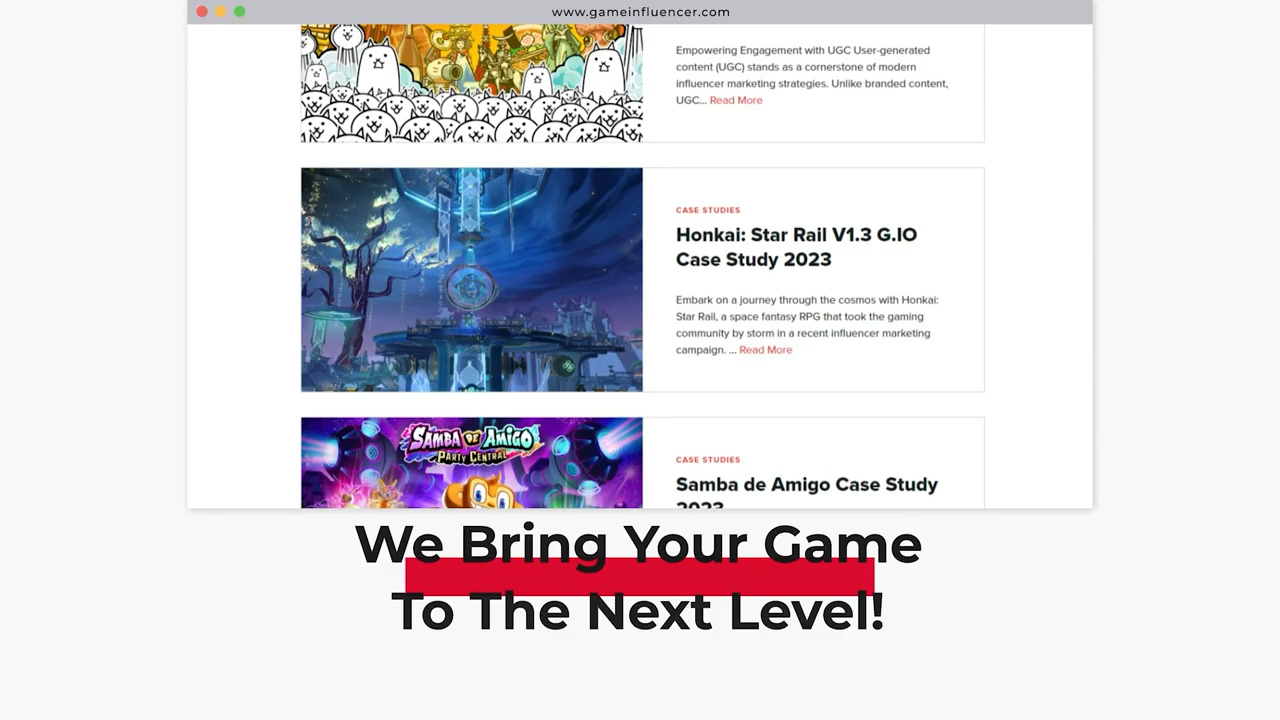 www.gameinfluencer.com
Empowering Engagement with UGC User-generated
content (UGC) stands as a cornerstone of modern
influencer marketing strategies. Unlike branded content,
UGC... Read More
CASE STUDIES
Honkai: Star Rail V1.3 G.IO
Case Study 2023
Embark on a journey through the cosmos with Honkai:
Star Rail, a space fantasy RPG that took the gaming
community by storm in a recent influencer marketing
campaign. ... Read More
SAMBA DE AMIGO
PARTY CENTRAL
CASE STUDIES
Samba de Amigo Case Study
2023
We Bring Your Game
To The Next Level!